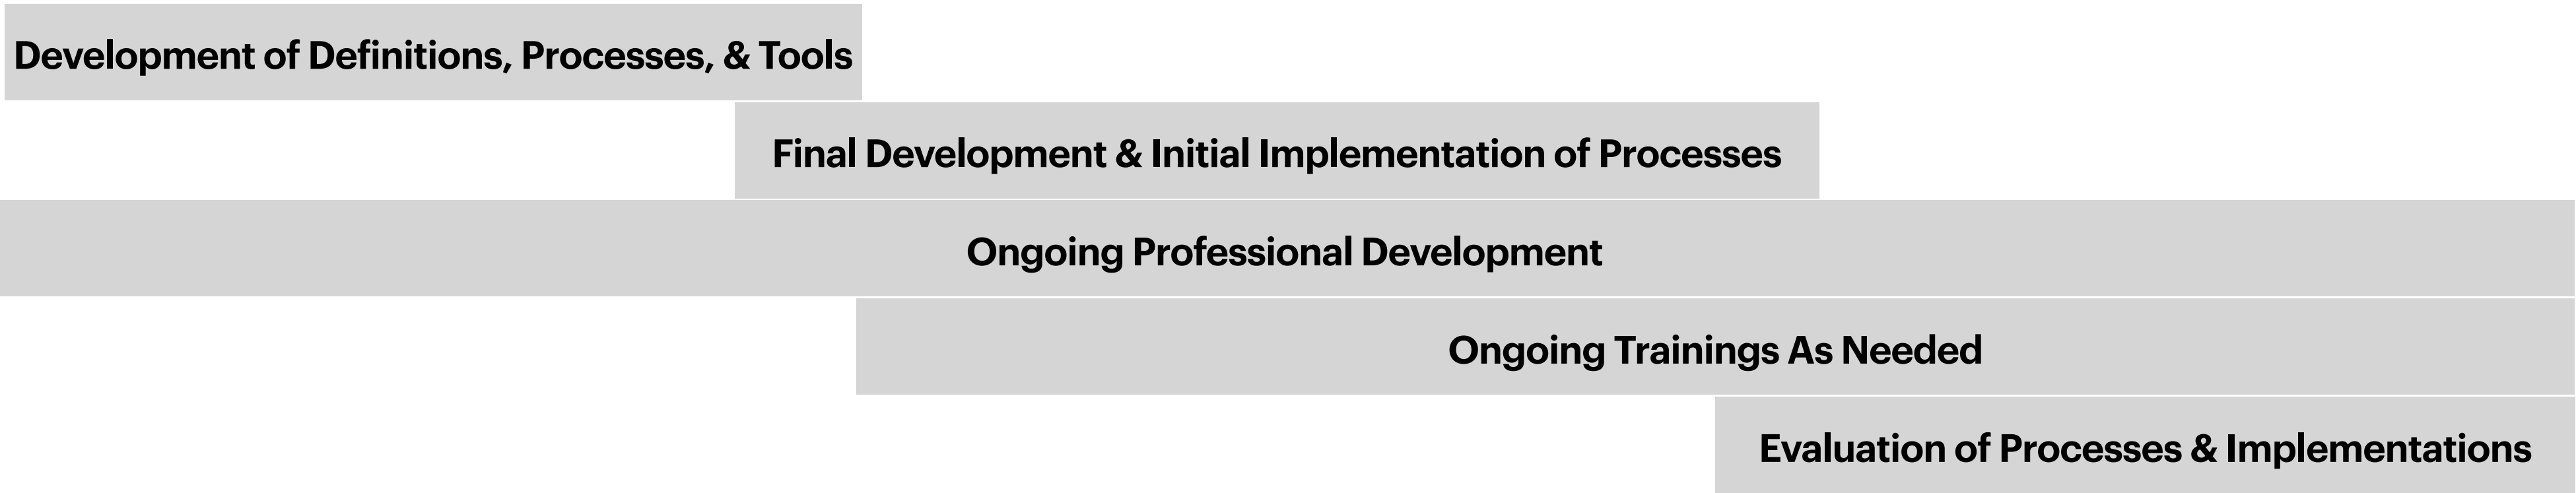 Development of Definitions, Processes, & Tools
Final Development & Initial Implementation of Processes
Ongoing Professional Development
Ongoing Trainings As Needed
Evaluation of Processes & Implementations